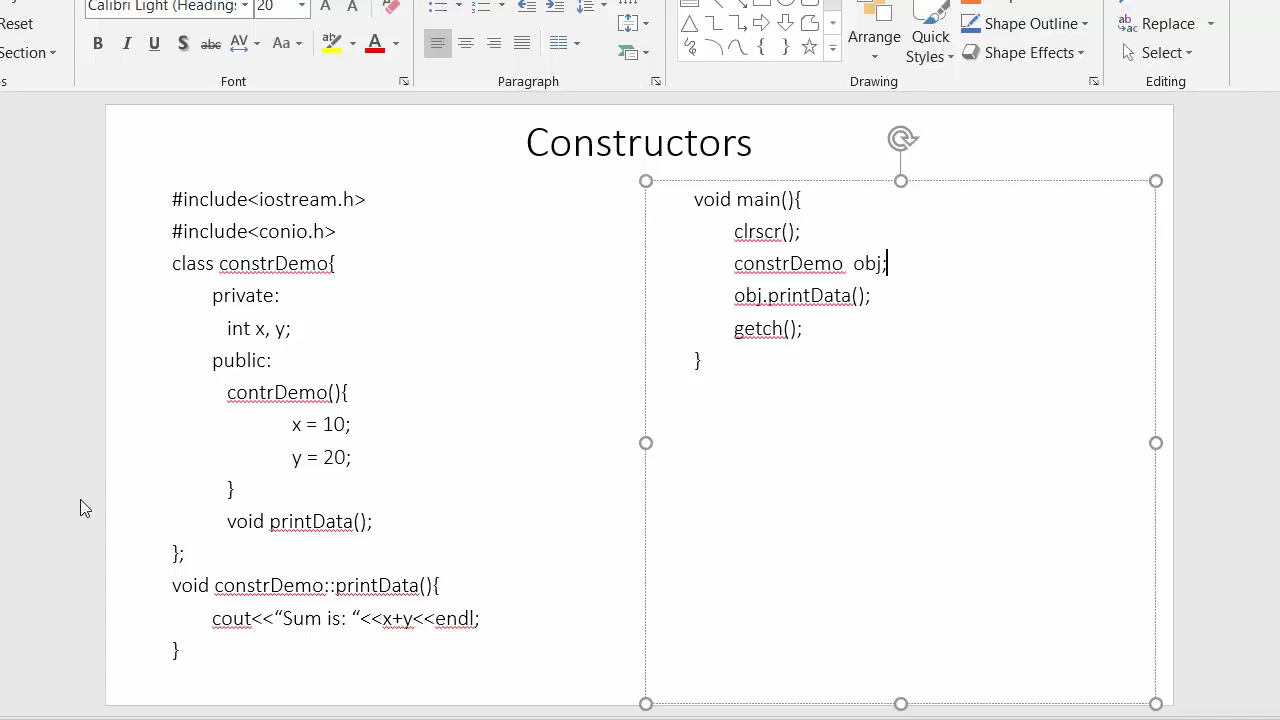 Reset
Section
Calibri Light (Headings
20
B I U S abc AV Aa A
Font
Paragraph
Arrange
Quick
Styles
Shape Outline
Shape Effects
Drawing
Replace
Select
Editing
Constructors
#include<iostream.h>
#include<conio.h>
class constrDemo{
private:
int x, y;
public:
contrDemo(){
x = 10;
y = 20;
}
void printData();
};
void constrDemo::printData(){
cout<<“Sum is: “<<x+y<<endl;
}
void main(){
clrscr();
constrDemo  obj;
obj.printData();
getch();
}